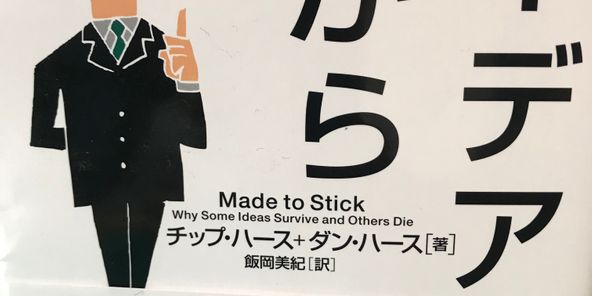 デア
から
Made to Stick
Why Some Ideas Survive and Others Die
チップ・ハース+ダン・ハース[著]
飯岡美紀[訳]